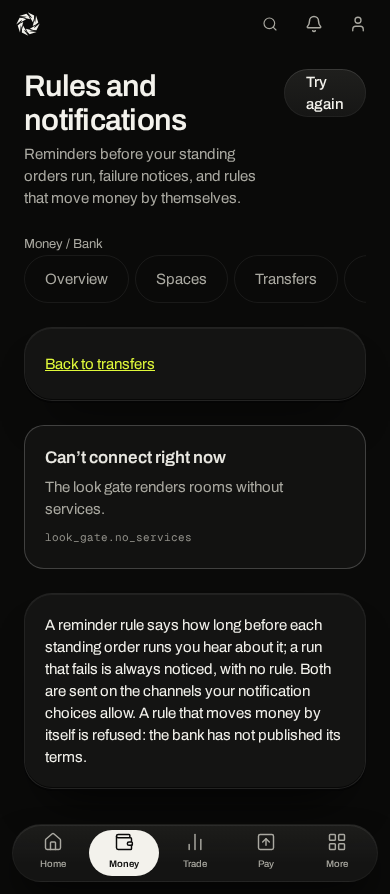 Rules and
notifications
Try
again
Reminders before your standing
orders run, failure notices, and rules
that move money by themselves.
Money / Bank
Overview
Spaces
Transfers
Back to transfers
Can’t connect right now
The look gate renders rooms without
services.
look_gate.no_services
A reminder rule says how long before each
standing order runs you hear about it; a run
that fails is always noticed, with no rule. Both
are sent on the channels your notification
choices allow. A rule that moves money by
itself is refused: the bank has not published its
terms.
Home
Money
Trade
Pay
More